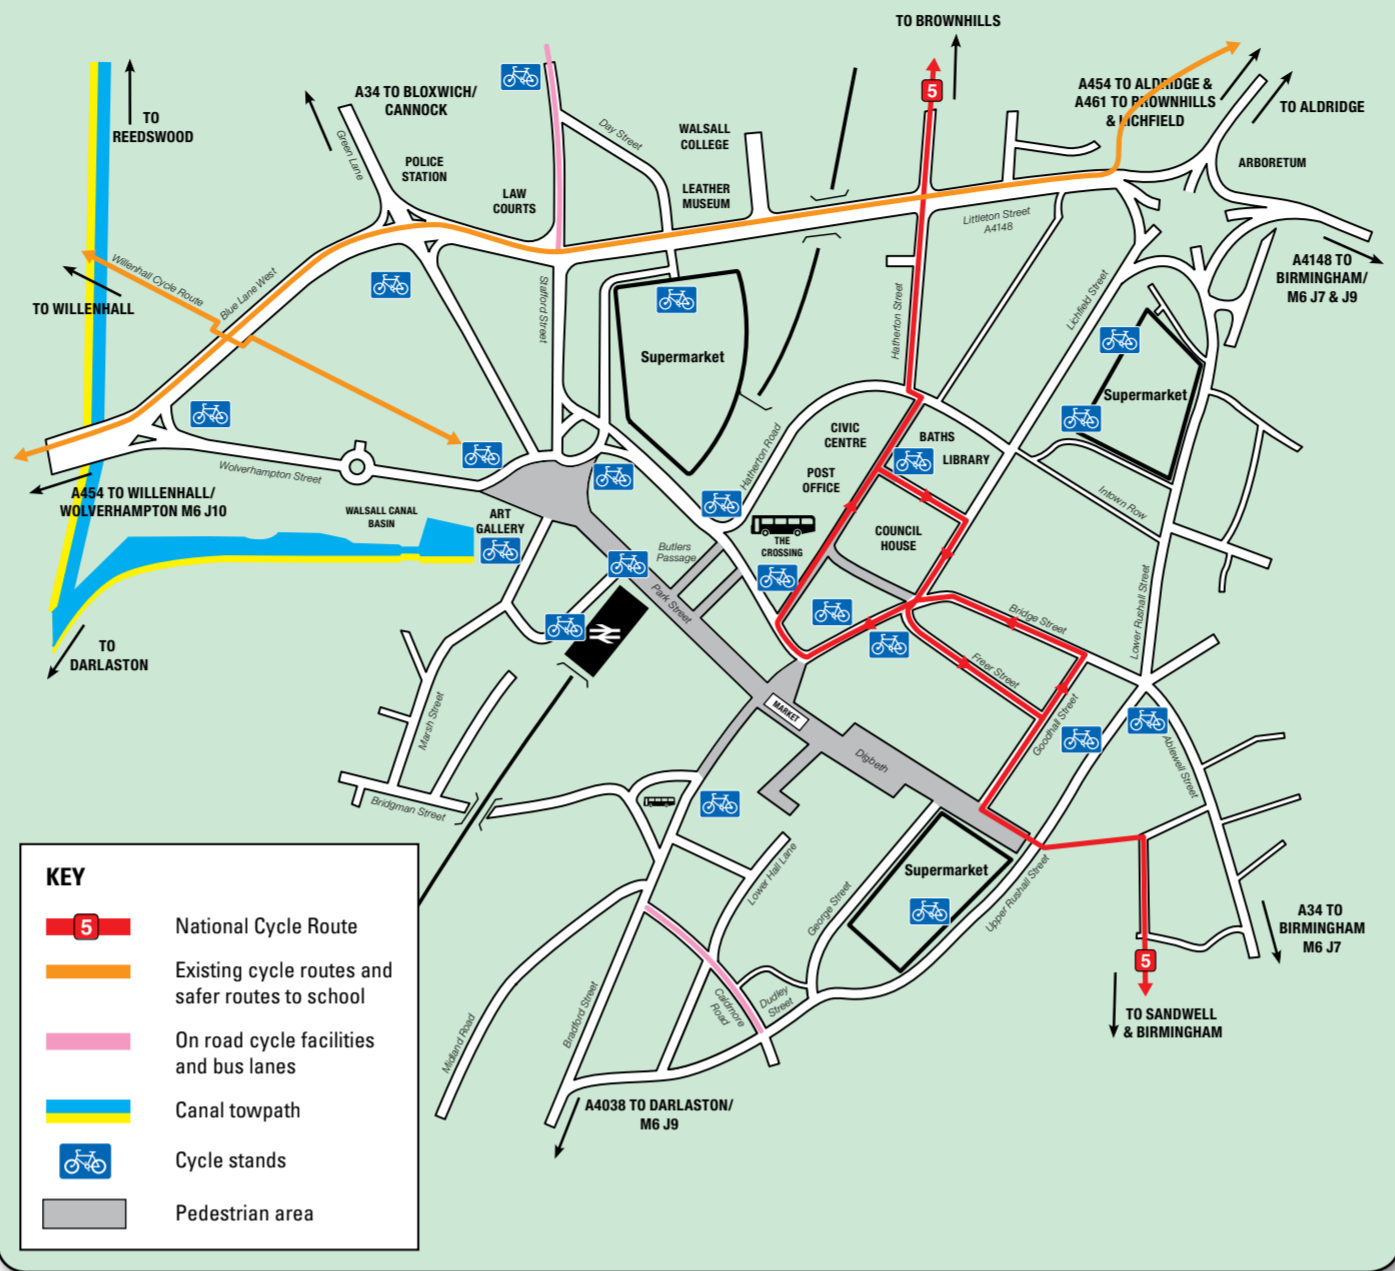 TO BROWNHILLS
5
A454 TO ALDRIDGE &
A461 TO BROWNHILLS
& LICHFIELD
TO ALDRIDGE
ARBORETUM
A34 TO BLOXWICH/
CANNOCK
TO
REEDSWOOD
Green Lane
POLICE
STATION
LAW
COURTS
Day Street
WALSALL
COLLEGE
LEATHER
MUSEUM
Littleton Street
A4148
A4148 TO
BIRMINGHAM/
M6 J7 & J9
Willenhall Cycle Route
TO WILLENHALL
Blue Lane West
Stafford Street
Supermarket
Hatherton Street
Lichfield Street
Supermarket
Wolverhampton Street
A454 TO WILLENHALL/
WOLVERHAMPTON M6 J10
WALSALL CANAL
BASIN
ART
GALLERY
Hatherton Road
CIVIC
CENTRE
BATHS
LIBRARY
POST
OFFICE
THE
CROSSING
COUNCIL
HOUSE
Intown Row
Butlers
Passage
Park Street
Bridge Street
Freer Street
Lower Rushall Street
TO
DARLASTON
Marsh Street
MARKET
Digbeth
Goodhall Street
Ablewell Street
Bridgman Street
Lower Hall Lane
George Street
Supermarket
Upper Rushall Street
A34 TO
BIRMINGHAM
M6 J7
5
TO SANDWELL
& BIRMINGHAM
Caldmore
Road
Dudley
Street
Bradford Street
Midland Road
A4038 TO DARLASTON/
M6 J9
KEY
5
National Cycle Route
Existing cycle routes and
safer routes to school
On road cycle facilities
and bus lanes
Canal towpath
Cycle stands
Pedestrian area